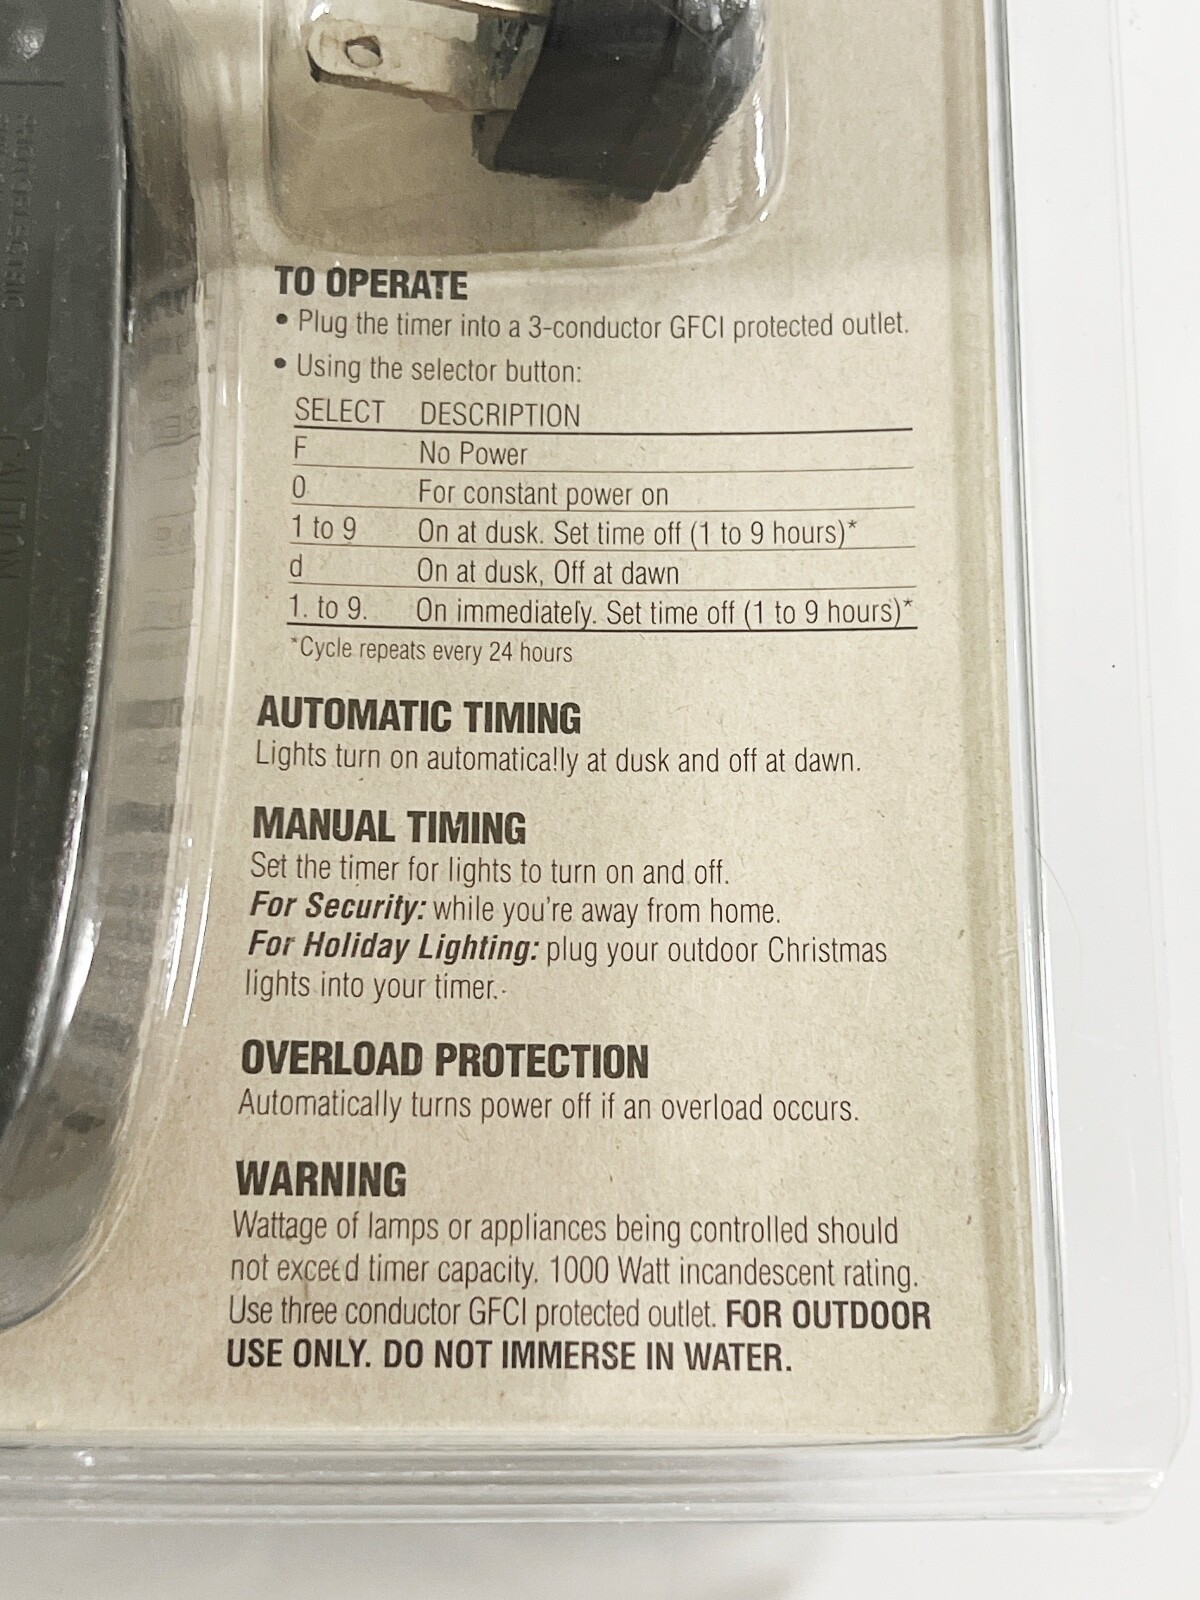 TO OPERATE
• Plug the timer into a 3-conductor GFCI protected outlet.
• Using the selector button:
SELECT DESCRIPTION
F No Power
0 For constant power on
1 to 9 On at dusk. Set time off (1 to 9 hours)*
d On at dusk, Off at dawn
1. to 9. On immediately. Set time off (1 to 9 hours)*
*Cycle repeats every 24 hours
AUTOMATIC TIMING
Lights turn on automatically at dusk and off at dawn.
MANUAL TIMING
Set the timer for lights to turn on and off.
For Security: while you're away from home.
For Holiday Lighting: plug your outdoor Christmas
lights into your timer.
OVERLOAD PROTECTION
Automatically turns power off if an overload occurs.
WARNING
Wattage of lamps or appliances being controlled should
not exceed timer capacity. 1000 Watt incandescent rating.
Use three conductor GFCI protected outlet. FOR OUTDOOR
USE ONLY. DO NOT IMMERSE IN WATER.
PHOTOELECTRIC
CAUTION